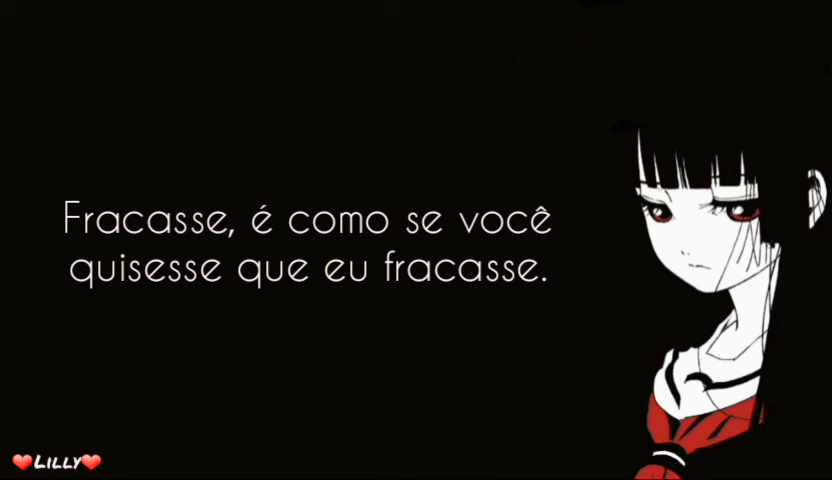 Fracasse, é como se você
quisesse que eu fracasse.
❤LILLY❤